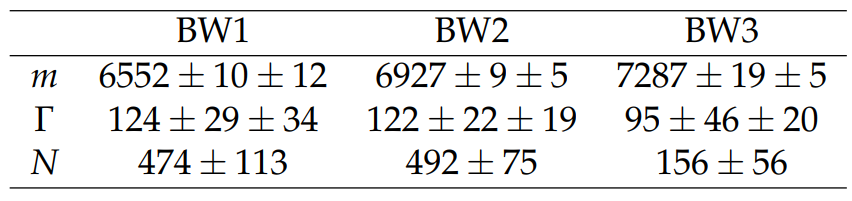 BW1 BW2 BW3
m 6552 ± 10 ± 12 6927 ± 9 ± 5 7287 ± 19 ± 5
Γ 124 ± 29 ± 34 122 ± 22 ± 19 95 ± 46 ± 20
N 474 ± 113 492 ± 75 156 ± 56